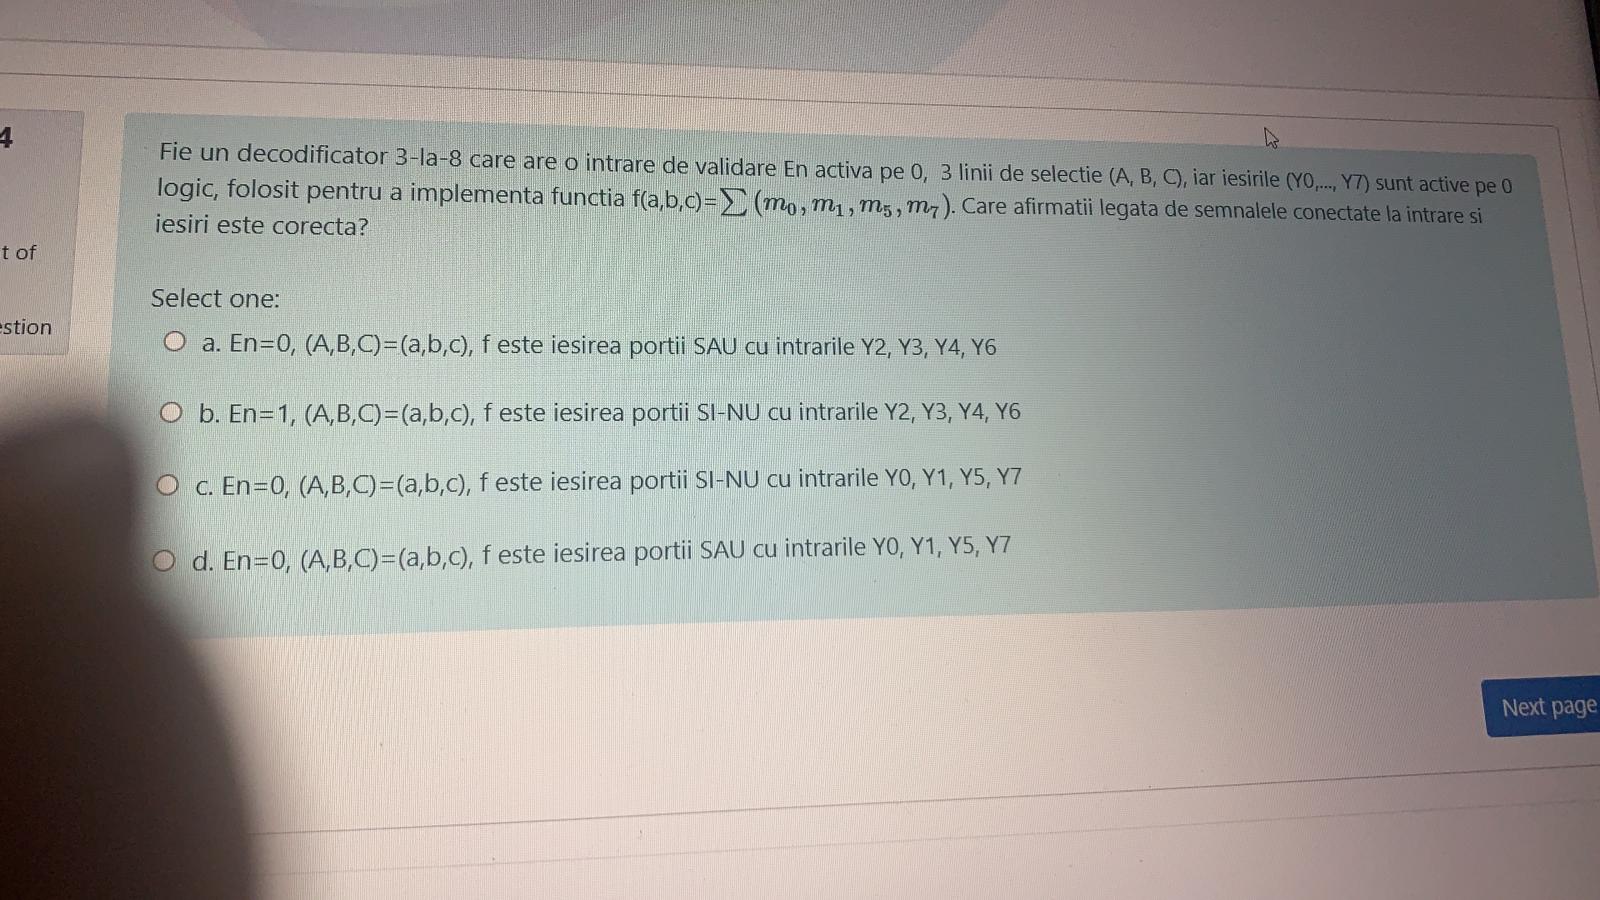 4
t of
estion
Fie un decodificator 3-la-8 care are o intrare de validare En activa pe 0, 3 linii de selectie (A, B, C), iar iesirile (Y0,..., Y7) sunt active pe 0
logic, folosit pentru a implementa functia f(a,b,c)=∑(m₀, m₁, m₅, m₇). Care afirmatii legata de semnalele conectate la intrare si
iesiri este corecta?
Select one:
a. En=0, (A,B,C)=(a,b,c), f este iesirea portii SAU cu intrarile Y2, Y3, Y4, Y6
b. En=1, (A,B,C)=(a,b,c), f este iesirea portii SI-NU cu intrarile Y2, Y3, Y4, Y6
c. En=0, (A,B,C)=(a,b,c), f este iesirea portii SI-NU cu intrarile Y0, Y1, Y5, Y7
d. En=0, (A,B,C)=(a,b,c), f este iesirea portii SAU cu intrarile Y0, Y1, Y5, Y7
Next page